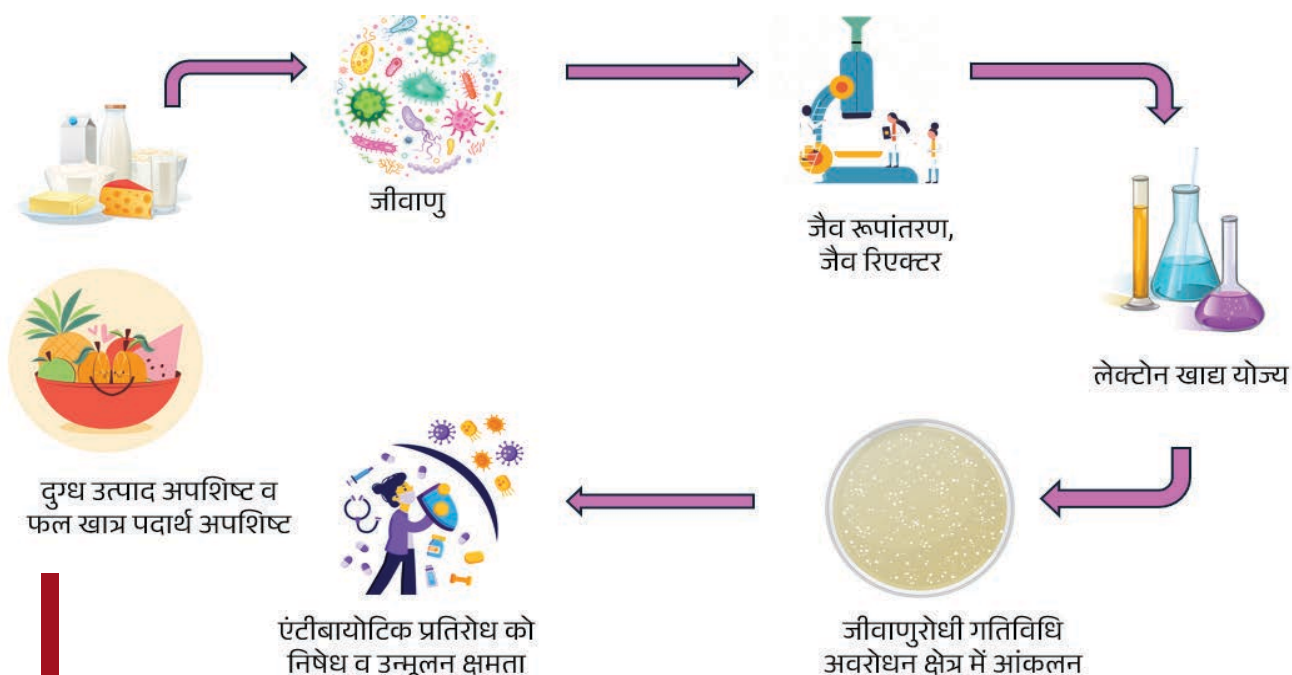 जीवाणु
जैव रूपांतरण,
जैव रिएक्टर
लेक्टोन खाद्य योज्य
दुग्ध उत्पाद अपशिष्ट व
फल खात्र पदार्थ अपशिष्ट
एंटीबायोटिक प्रतिरोध को
निषेध व उन्मूलन क्षमता
जीवाणुरोधी गतिविधि
अवरोधन क्षेत्र में आंकलन